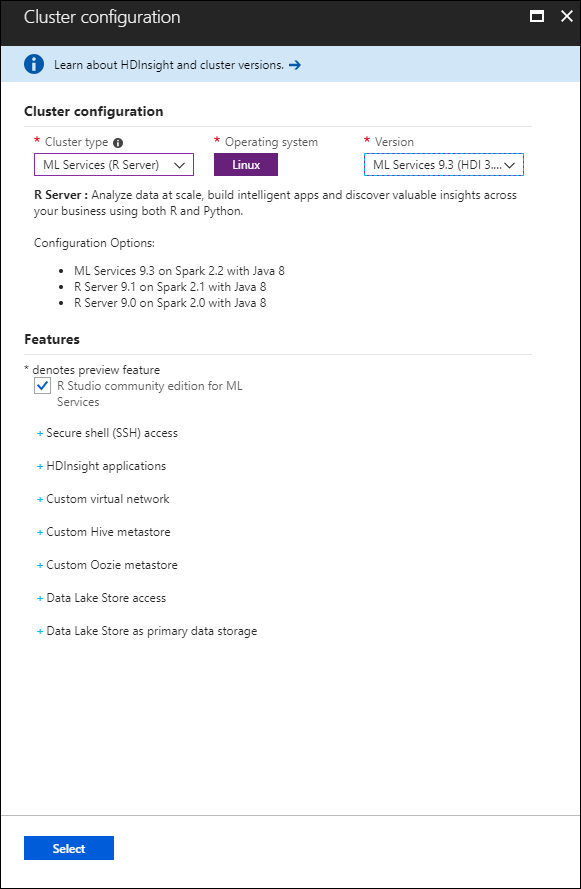 Cluster configuration
Learn about HDInsight and cluster versions. →
Cluster configuration
* Cluster type
* Operating system
* Version
ML Services (R Server)
Linux
ML Services 9.3 (HDI 3....
R Server : Analyze data at scale, build intelligent apps and discover valuable insights across
your business using both R and Python.
Configuration Options:
• ML Services 9.3 on Spark 2.2 with Java 8
• R Server 9.1 on Spark 2.1 with Java 8
• R Server 9.0 on Spark 2.0 with Java 8
Features
* denotes preview feature
R Studio community edition for ML
Services
+ Secure shell (SSH) access
+ HDInsight applications
+ Custom virtual network
+ Custom Hive metastore
+ Custom Oozie metastore
+ Data Lake Store access
+ Data Lake Store as primary data storage
Select